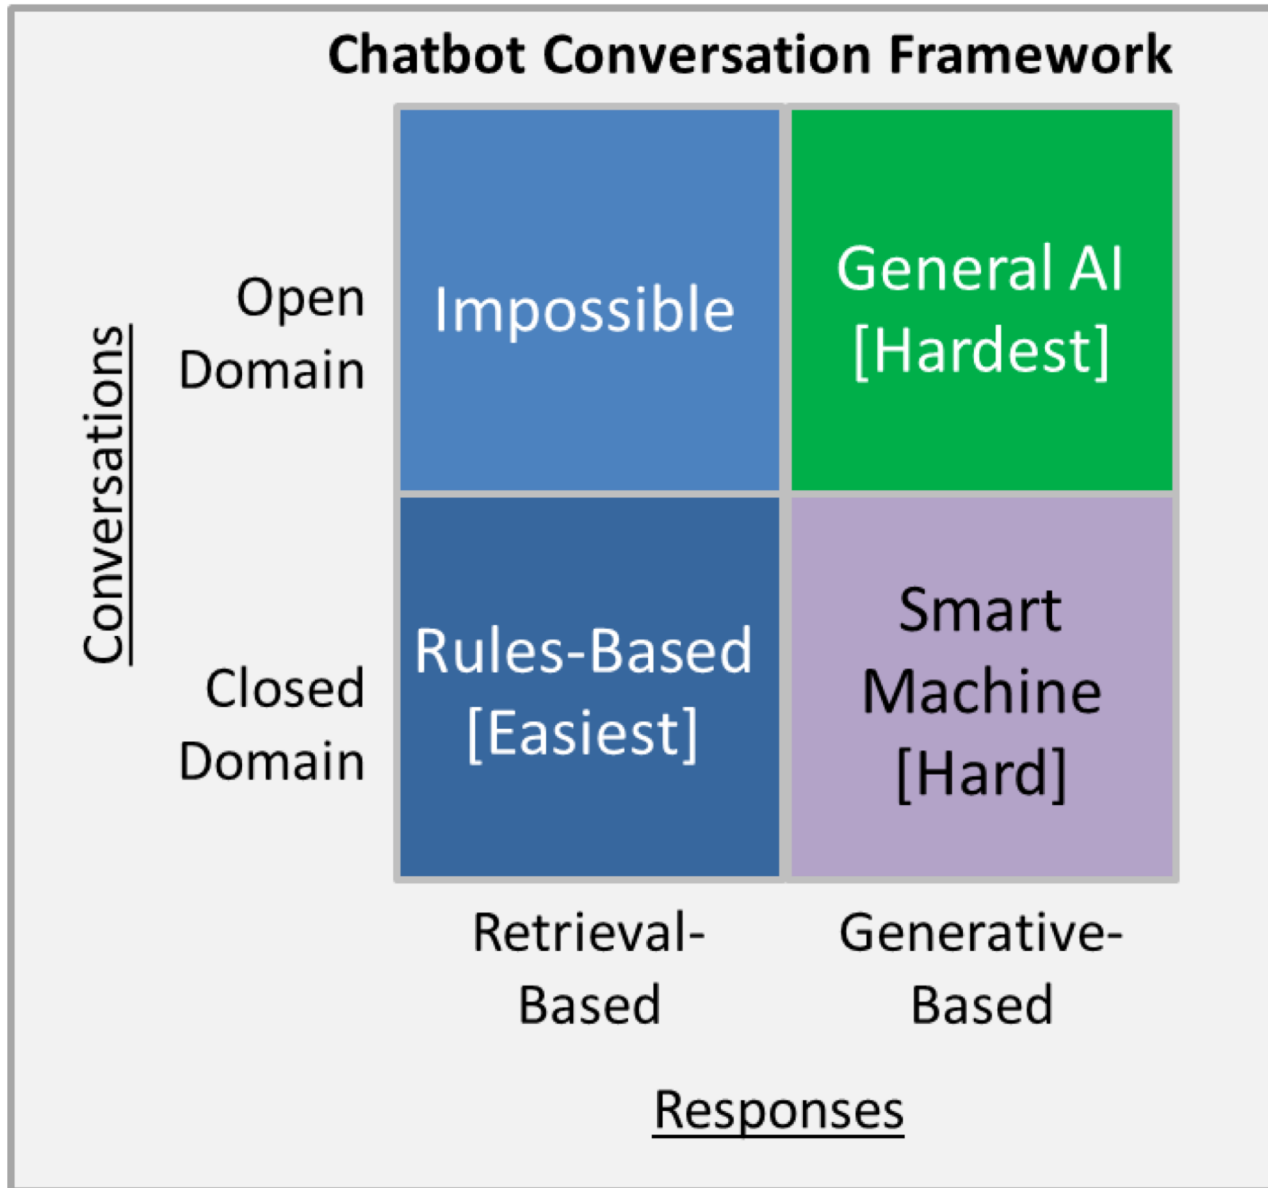 Chatbot Conversation Framework
Conversations
Open
Domain
Impossible
General AI
[Hardest]
Closed
Domain
Rules-Based
[Easiest]
Smart
Machine
[Hard]
Retrieval-
Based
Generative-
Based
Responses